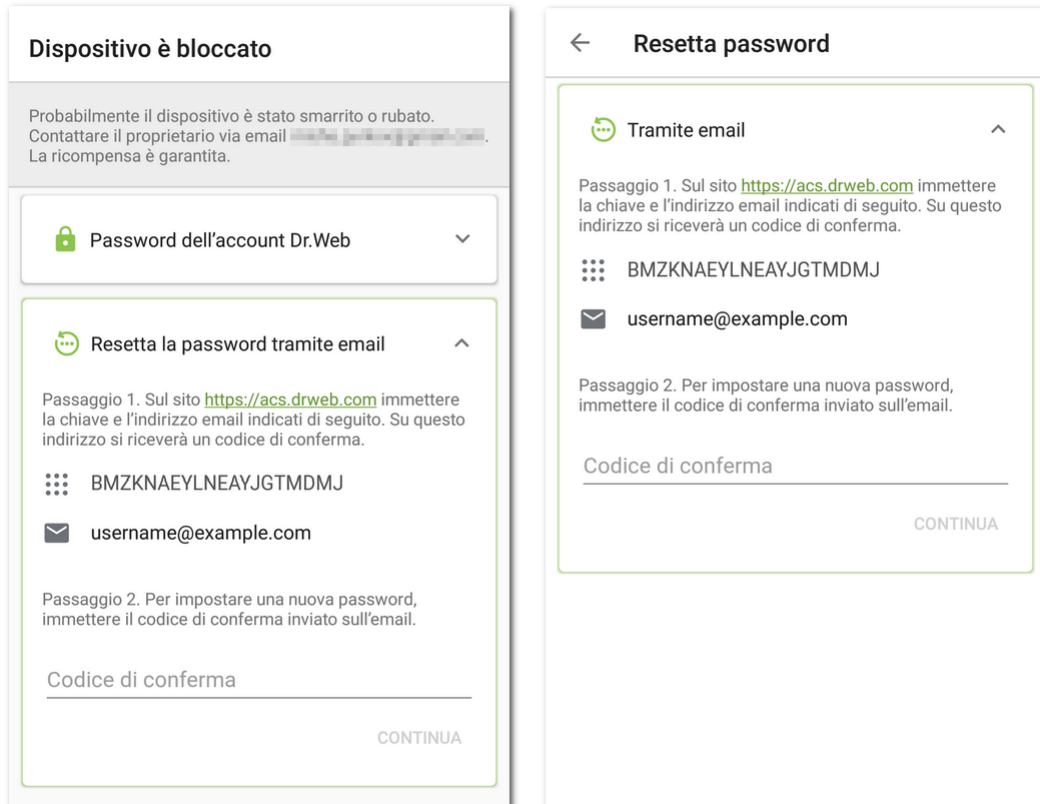 Dispositivo è bloccato
Probabilmente il dispositivo è stato smarrito o rubato.
Contattare il proprietario via email
La ricompensa è garantita.
Password dell'account Dr.Web
Resetta la password tramite email
Passaggio 1. Sul sito https://acs.drweb.com immettere
la chiave e l'indirizzo email indicati di seguito. Su questo
indirizzo si riceverà un codice di conferma.
BMZKNAEYLNEAYJGTMDMJ
username@example.com
Passaggio 2. Per impostare una nuova password,
immettere il codice di conferma inviato sull'email.
Codice di conferma
CONTINUA
Resetta password
Tramite email
Passaggio 1. Sul sito https://acs.drweb.com immettere
la chiave e l'indirizzo email indicati di seguito. Su questo
indirizzo si riceverà un codice di conferma.
BMZKNAEYLNEAYJGTMDMJ
username@example.com
Passaggio 2. Per impostare una nuova password,
immettere il codice di conferma inviato sull'email.
Codice di conferma
CONTINUA